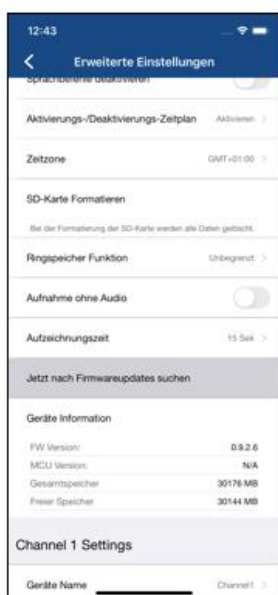 12:43
Erweiterte Einstellungen
Sprachbefehle deaktivieren
Aktivierungs-/Deaktivierungs-Zeitplan Aktivieren
Zeitzone GMT+01:00
SD-Karte Formatieren
Bei der Formatierung der SD-Karte werden alle Daten gelöscht.
Ringspeicher Funktion Unbegrenzt
Aufnahme ohne Audio
Aufzeichnungszeit 15 Sek
Jetzt nach Firmwareupdates suchen
Geräte Information
FW Version: 0.9.2.6
MCU Version: N/A
Gesamtspeicher 30176 MB
Freier Speicher 30144 MB
Channel 1 Settings
Geräte Name Channel1